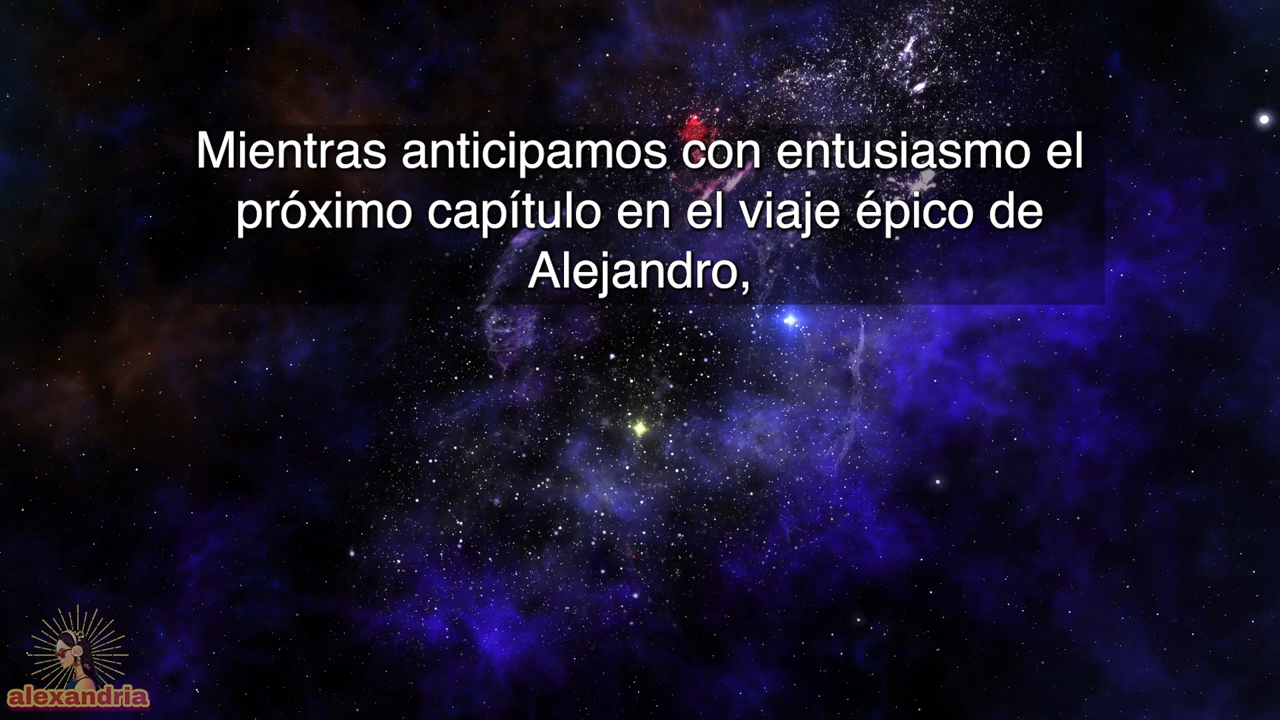 Mientras anticipamos con entusiasmo el
próximo capítulo en el viaje épico de
Alejandro,
alexandria